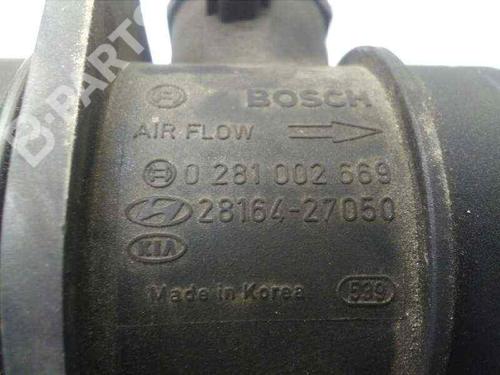 B-PARTS
BOSCH
AIR FLOW
0 281 002 669
28164-27050
KIA
Made in Korea 539